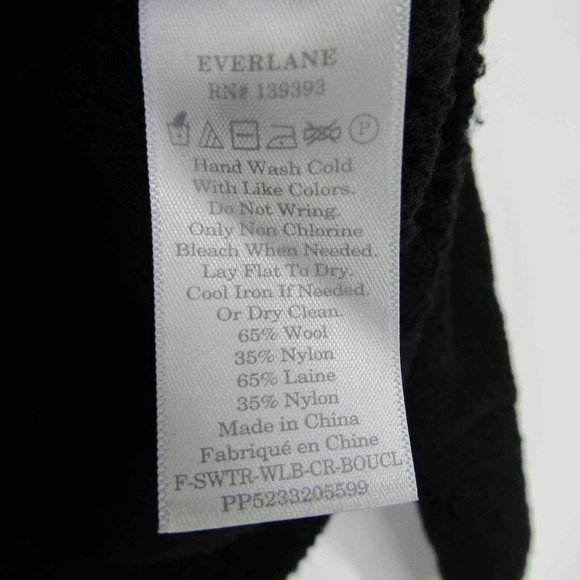 EVERLANE
RN# 139393
P
Hand Wash Cold
With Like Colors.
Do Not Wring.
Only Non Chlorine
Bleach When Needed.
Lay Flat To Dry.
Cool Iron If Needed.
Or Dry Clean.
65% Wool
35% Nylon
65% Laine
35% Nylon
Made in China
Fabriqué en Chine
F-SWTR-WLB-CR-BOUCL
PP5233205599